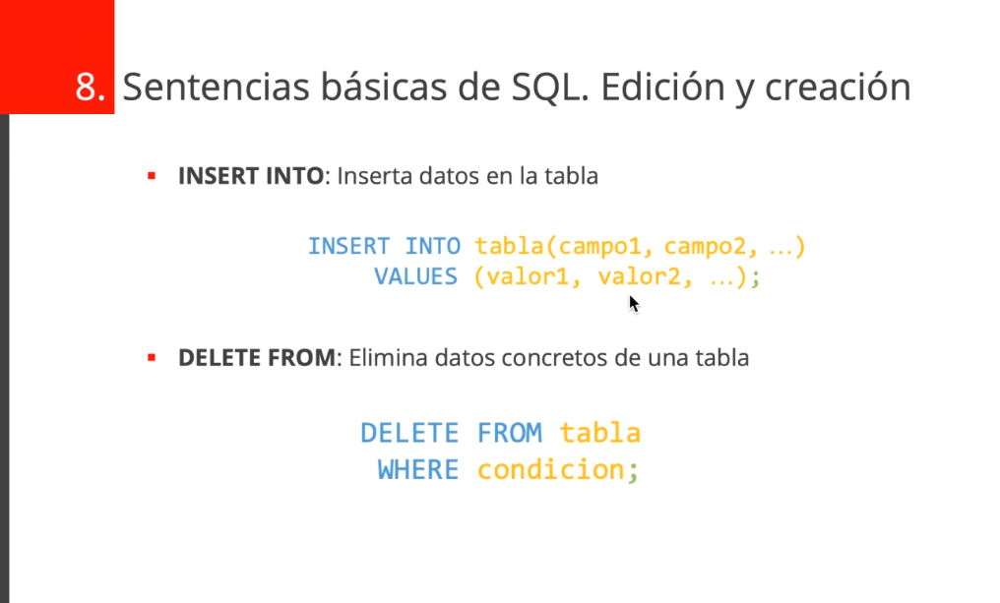 8. Sentencias básicas de SQL. Edición y creación
▪ INSERT INTO: Inserta datos en la tabla
INSERT INTO tabla(campo1, campo2, ...)
VALUES (valor1, valor2, ...);
▪ DELETE FROM: Elimina datos concretos de una tabla
DELETE FROM tabla
WHERE condicion;